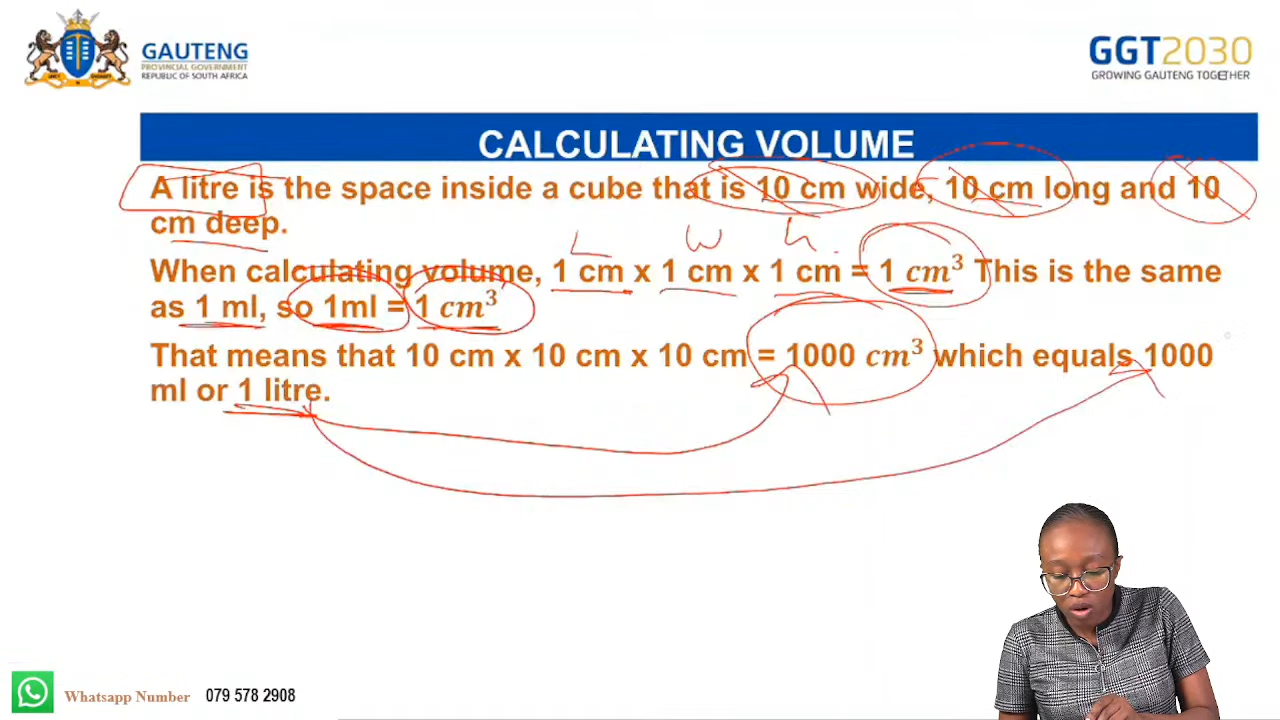 GAUTENG
PROVINCIAL GOVERNMENT
REPUBLIC OF SOUTH AFRICA
GGT2030
GROWING GAUTENG TOGETHER
CALCULATING VOLUME
A litre is the space inside a cube that is 10 cm wide, 10 cm long and 10
cm deep.
L w h
When calculating volume, 1 cm x 1 cm x 1 cm = 1 cm³ This is the same
as 1 ml, so 1ml = 1 cm³
That means that 10 cm x 10 cm x 10 cm = 1000 cm³ which equals 1000
ml or 1 litre.
Whatsapp Number 079 578 2908